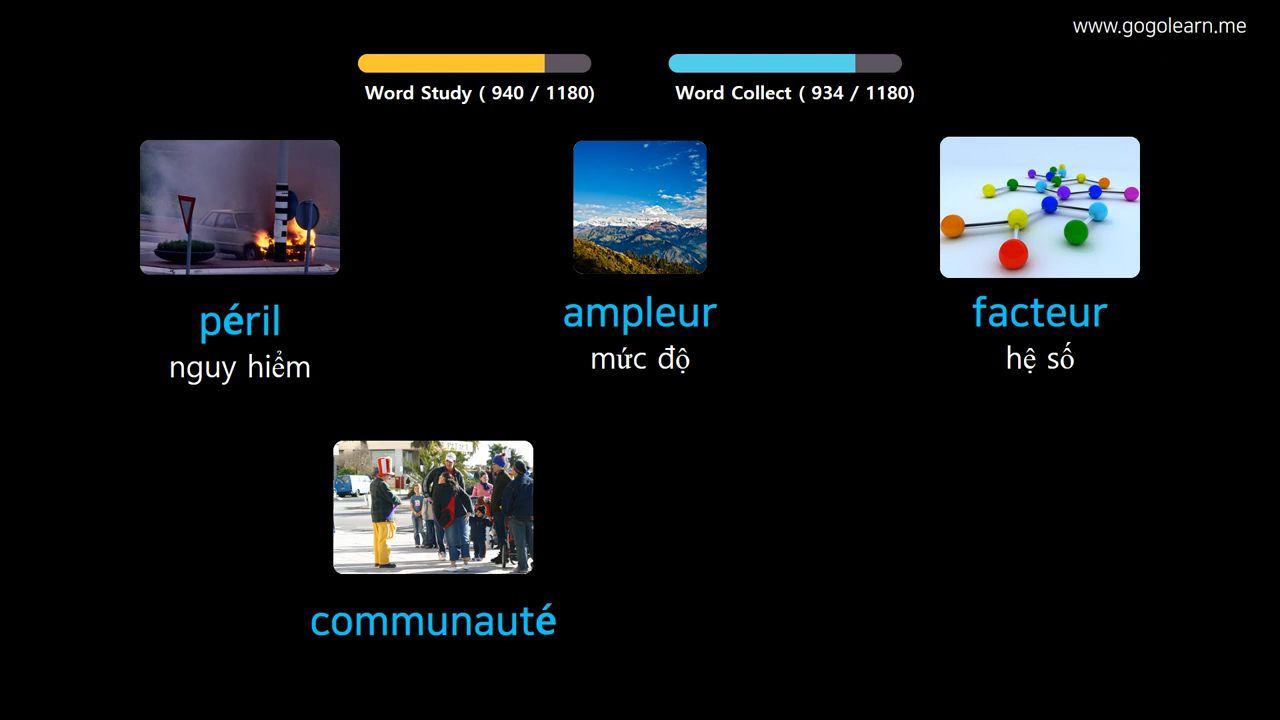 www.gogolearn.me
Word Study ( 940 / 1180)
Word Collect ( 934 / 1180)
péril
nguy hiểm
ampleur
mức độ
facteur
hệ số
communauté